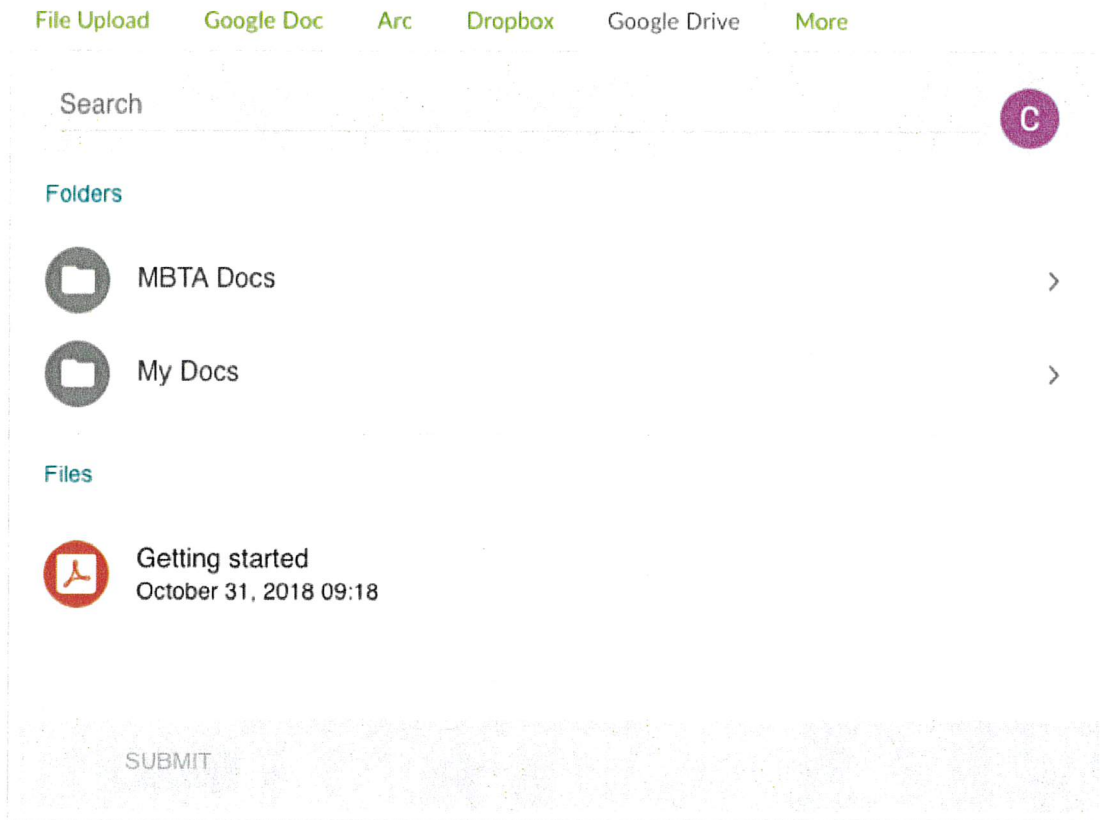 File Upload Google Doc Arc Dropbox Google Drive More
Search
C
Folders
MBTA Docs
My Docs
Files
Getting started
October 31, 2018 09:18
SUBMIT